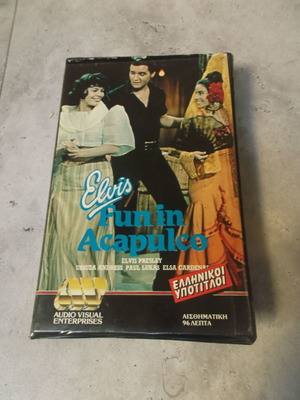 Elvis
Fun in
Acapulco
ELVIS PRESLEY
URSULA ANDRESS PAUL LUKAS ELSA CARDENAS
ΕΛΛΗΝΙΚΟΙ
ΥΠΟΤΙΤΛΟΙ
AUDIO VISUAL
ENTERPRISES
ΑΙΣΘΗΜΑΤΙΚΗ
96 ΛΕΠΤΑ